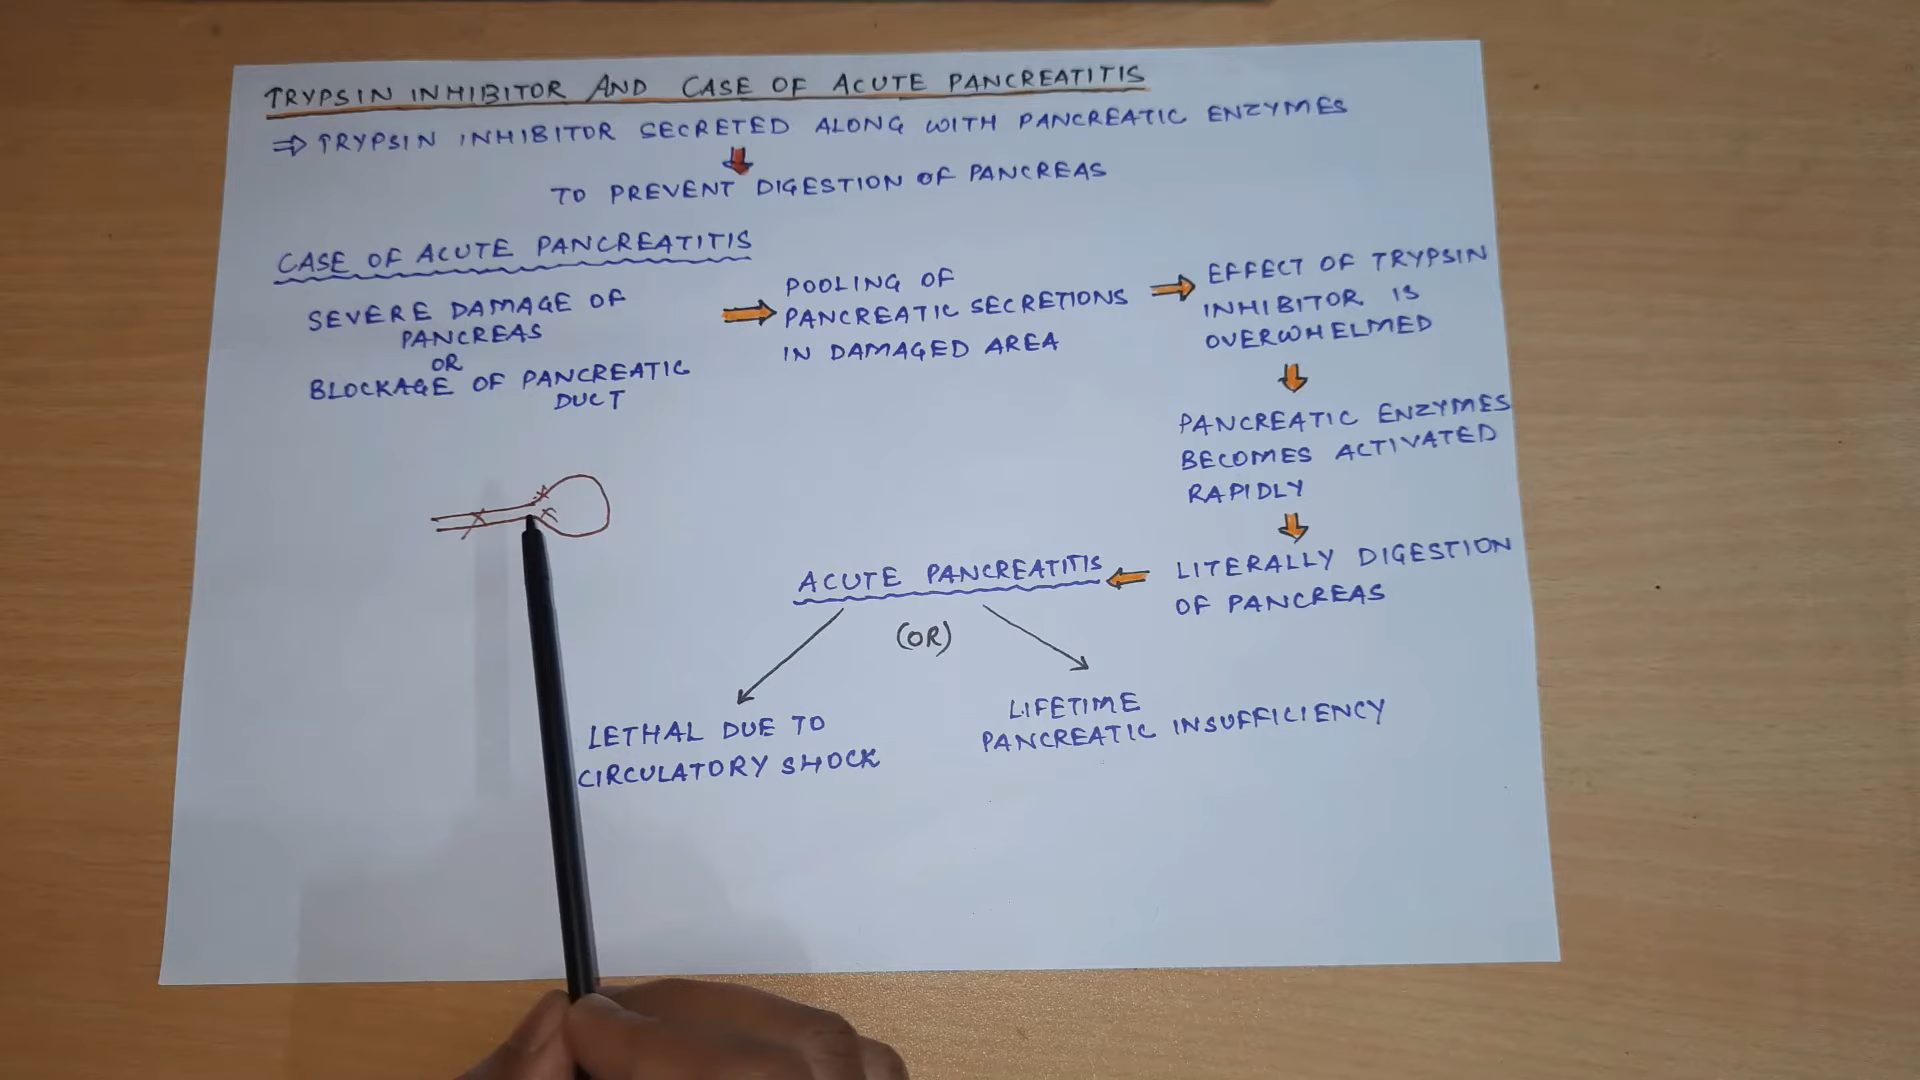 TRYPSIN INHIBITOR AND CASE OF ACUTE PANCREATITIS
⇒ TRYPSIN INHIBITOR SECRETED ALONG WITH PANCREATIC ENZYMES
TO PREVENT DIGESTION OF PANCREAS
CASE OF ACUTE PANCREATITIS
SEVERE DAMAGE OF
PANCREAS
OR
BLOCKAGE OF PANCREATIC
DUCT
POOLING OF
PANCREATIC SECRETIONS
IN DAMAGED AREA
EFFECT OF TRYPSIN
INHIBITOR IS
OVERWHELMED
PANCREATIC ENZYMES
BECOMES ACTIVATED
RAPIDLY
LITERALLY DIGESTION
OF PANCREAS
ACUTE PANCREATITIS
(OR)
LETHAL DUE TO
CIRCULATORY SHOCK
LIFETIME
PANCREATIC INSUFFICIENCY